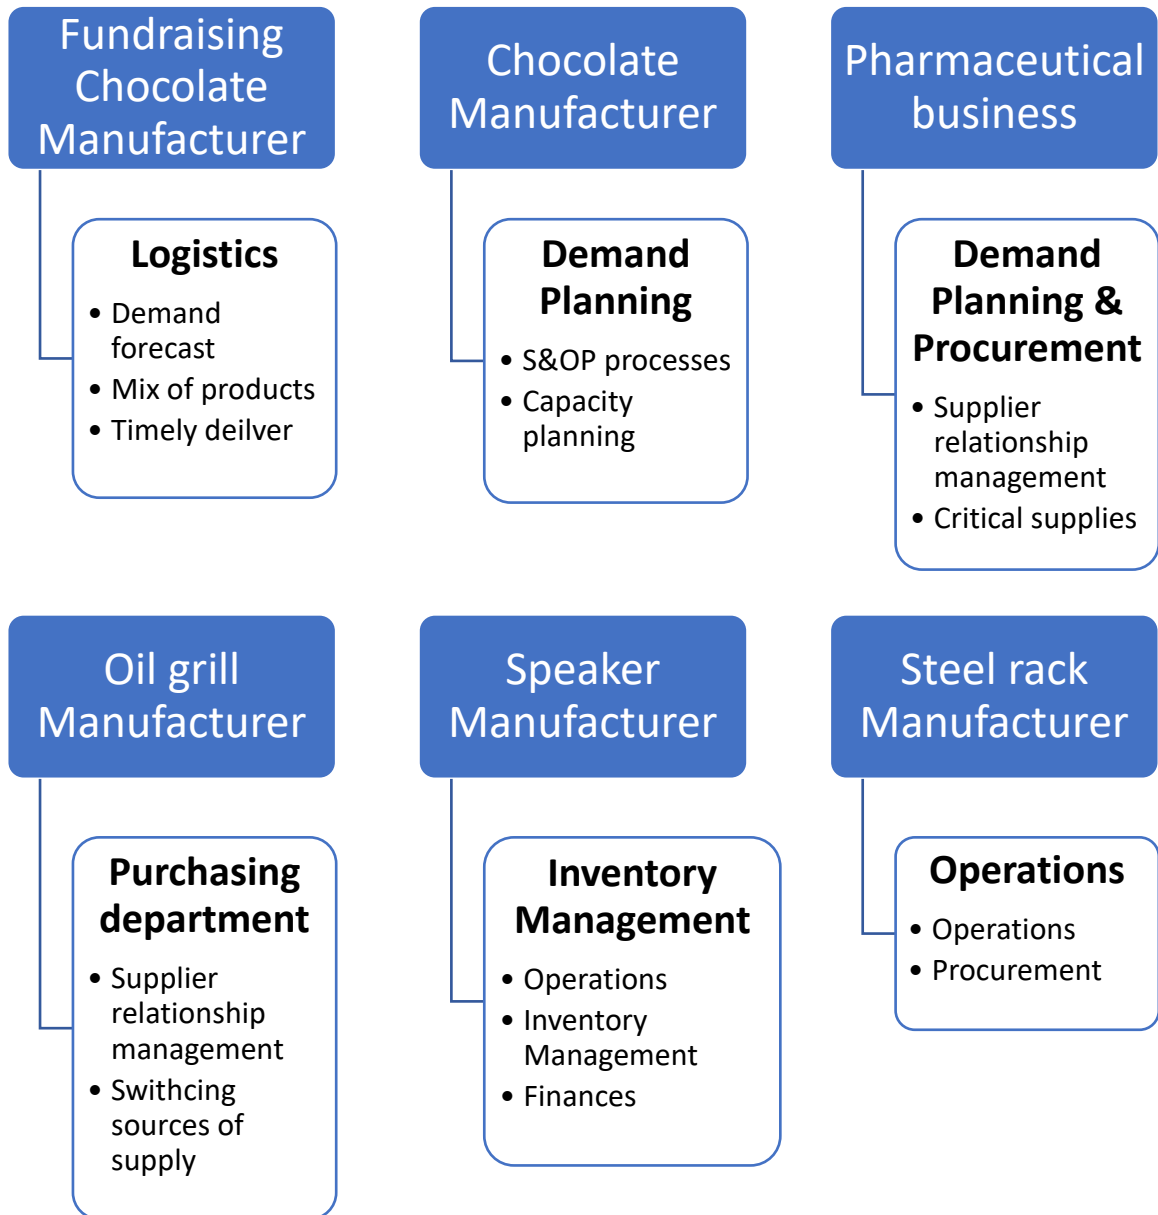 Fundraising
Chocolate
Manufacturer
Logistics
• Demand
forecast
• Mix of products
• Timely deilver
Chocolate
Manufacturer
Demand
Planning
• S&OP processes
• Capacity
planning
Pharmaceutical
business
Demand
Planning &
Procurement
• Supplier
relationship
management
• Critical supplies
Oil grill
Manufacturer
Purchasing
department
• Supplier
relationship
management
• Swithcing
sources of
supply
Speaker
Manufacturer
Inventory
Management
• Operations
• Inventory
Management
• Finances
Steel rack
Manufacturer
Operations
• Operations
• Procurement